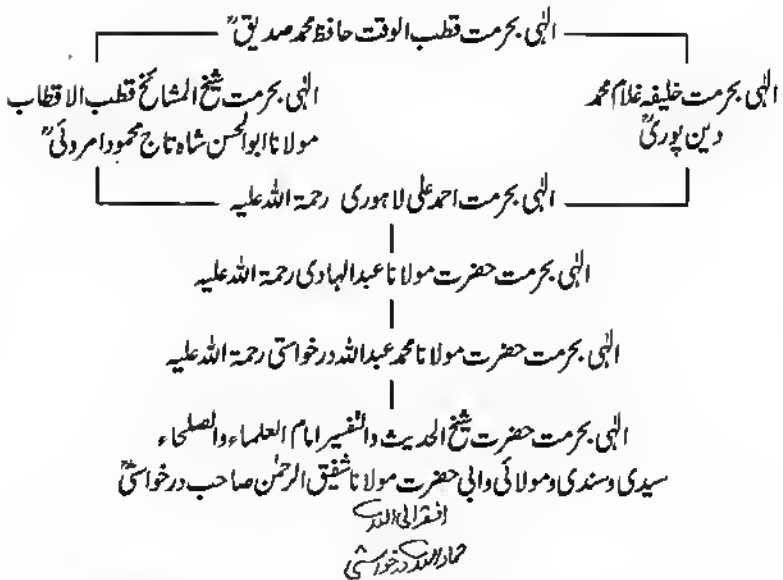 الٰہی بحرمت قطب الوقت حافظ محمد صدیقؒ
الٰہی بحرمت خلیفہ غلام محمد
دین پوریؒ
الٰہی بحرمت شیخ المشائخ قطب الاقطاب
مولانا ابوالحسن شاہ تاج محمود امروٹیؒ
الٰہی بحرمت احمد علی لاہوری رحمۃ اللہ علیہ
الٰہی بحرمت حضرت مولانا عبدالہادی رحمۃ اللہ علیہ
الٰہی بحرمت حضرت مولانا محمد عبداللہ درخواستی رحمۃ اللہ علیہ
الٰہی بحرمت حضرت شیخ الحدیث والتفسیر امام العلماء والصلحاء
سیدی وسندی ومولائی وابی حضرت مولانا شفیق الرحمٰن صاحب درخواستیؒ
افقر الی اللہ
حماد اللہ درخواستی